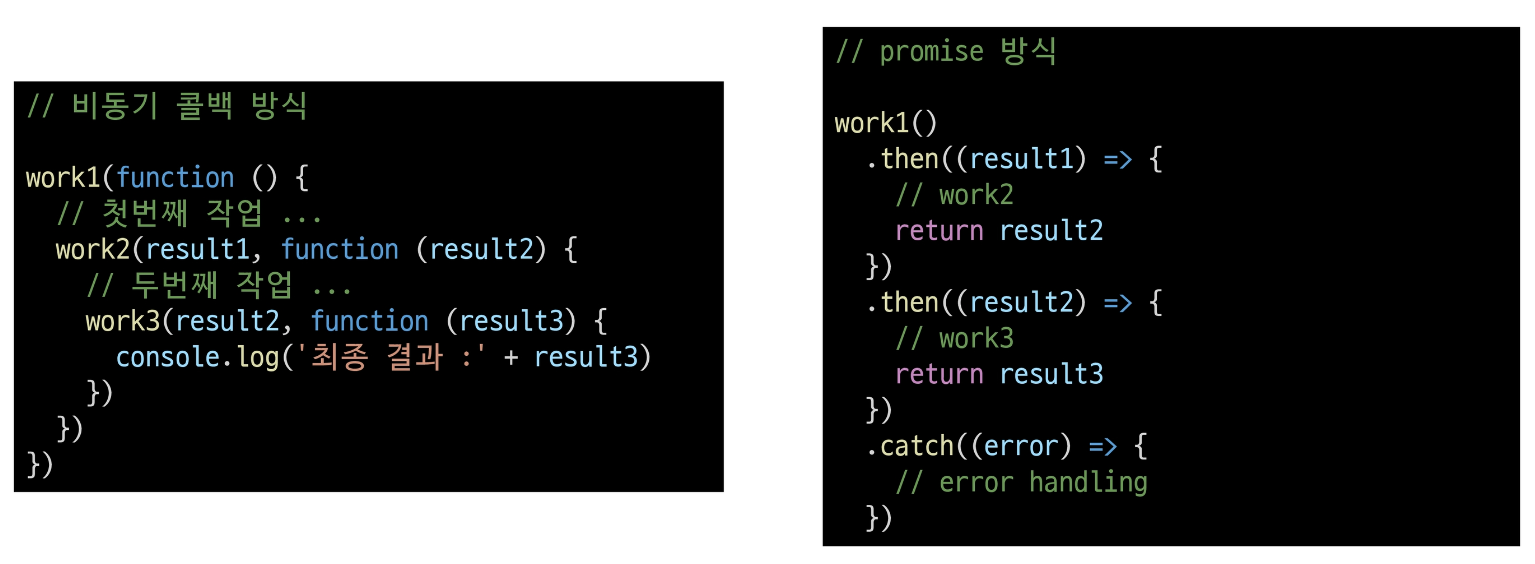 // 비동기 콜백 방식
work1(function () {
  // 첫번째 작업 ...
  work2(result1, function (result2) {
    // 두번째 작업 ...
    work3(result2, function (result3) {
      console.log('최종 결과 :' + result3)
    })
  })
})
// promise 방식
work1()
  .then((result1) => {
    // work2
    return result2
  })
  .then((result2) => {
    // work3
    return result3
  })
  .catch((error) => {
    // error handling
  })